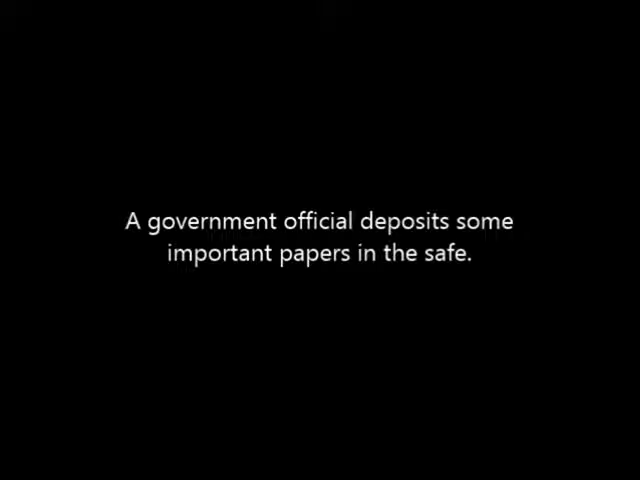 A government official deposits some
important papers in the safe.